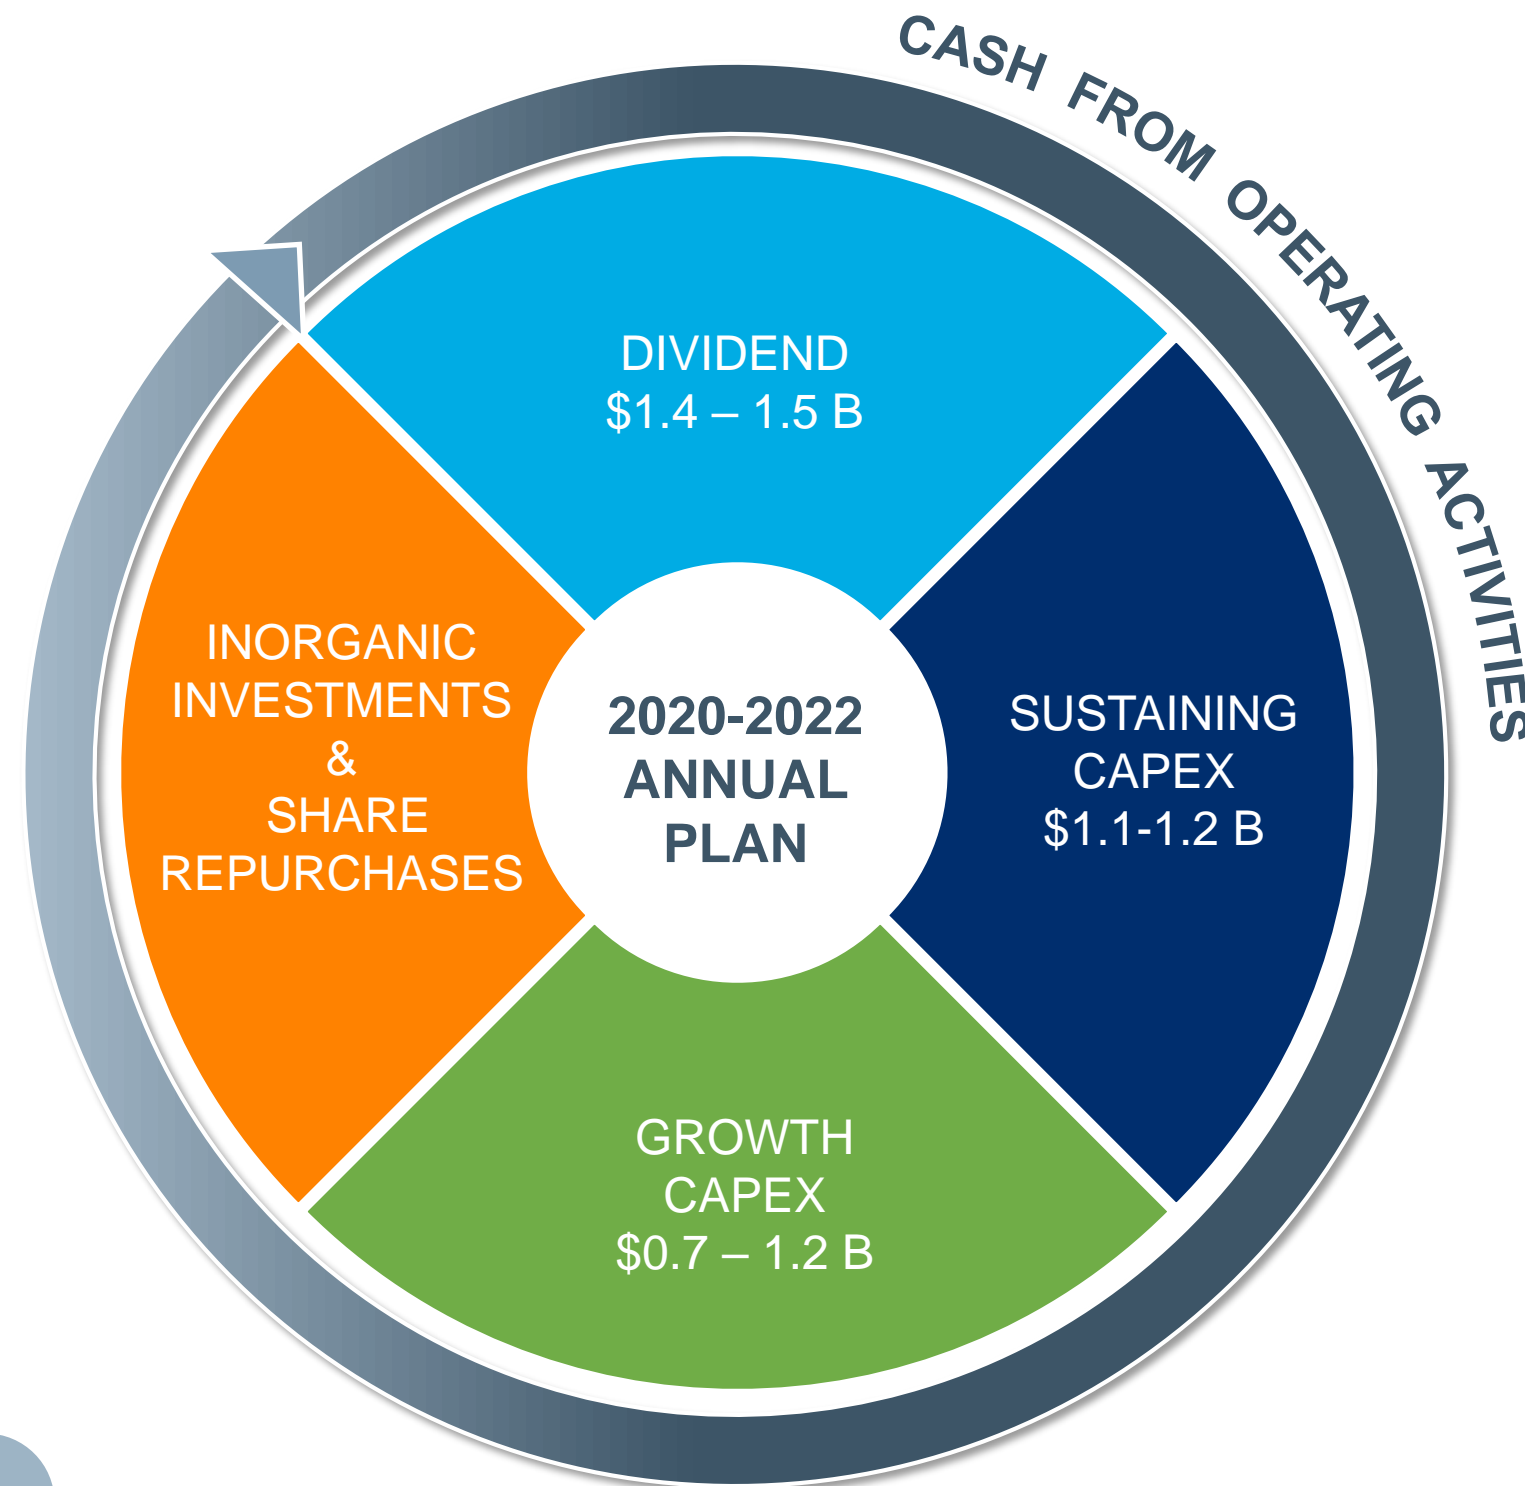 CASH FROM OPERATING ACTIVITIES
DIVIDEND
$1.4 – 1.5 B
SUSTAINING
CAPEX
$1.1-1.2 B
GROWTH
CAPEX
$0.7 – 1.2 B
INORGANIC
INVESTMENTS
&
SHARE
REPURCHASES
2020-2022
ANNUAL
PLAN